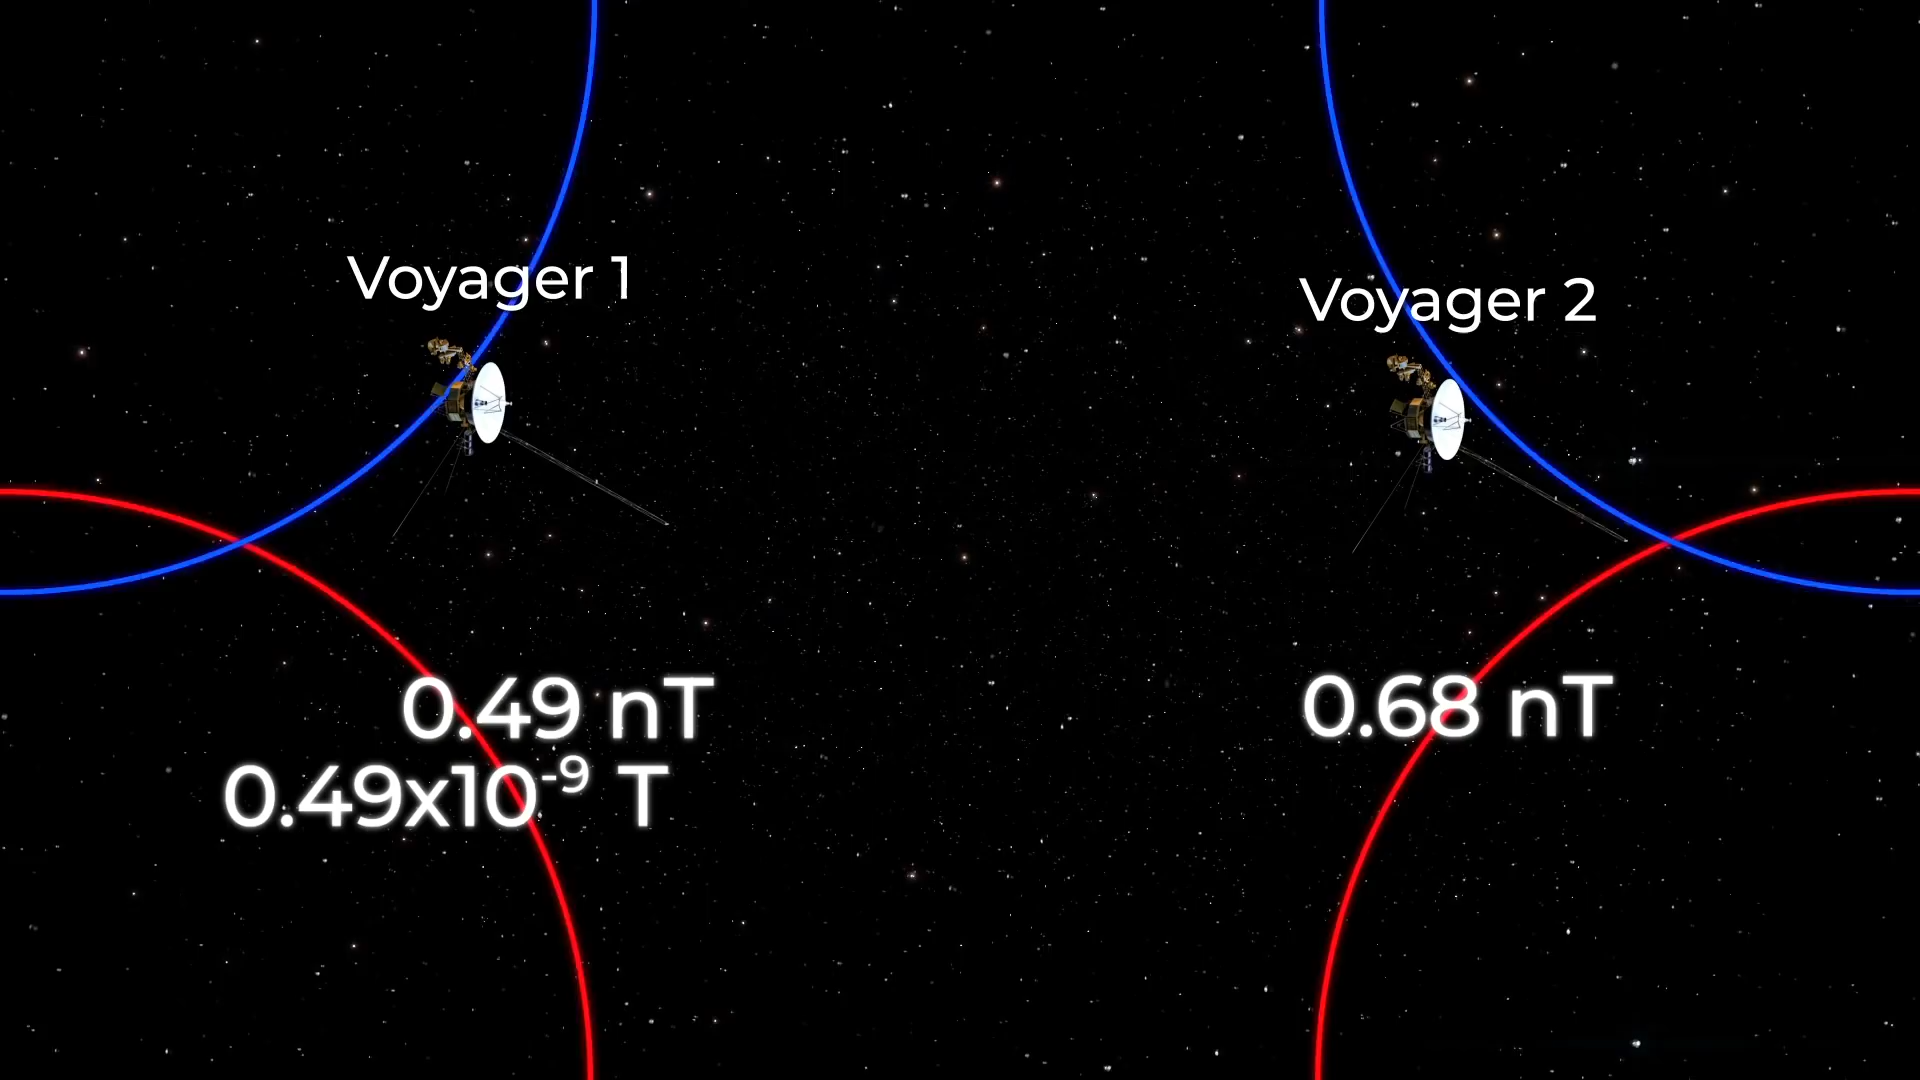 Voyager 1
Voyager 2
0.49 nT
0.68 nT
0.49x10⁻⁹ T